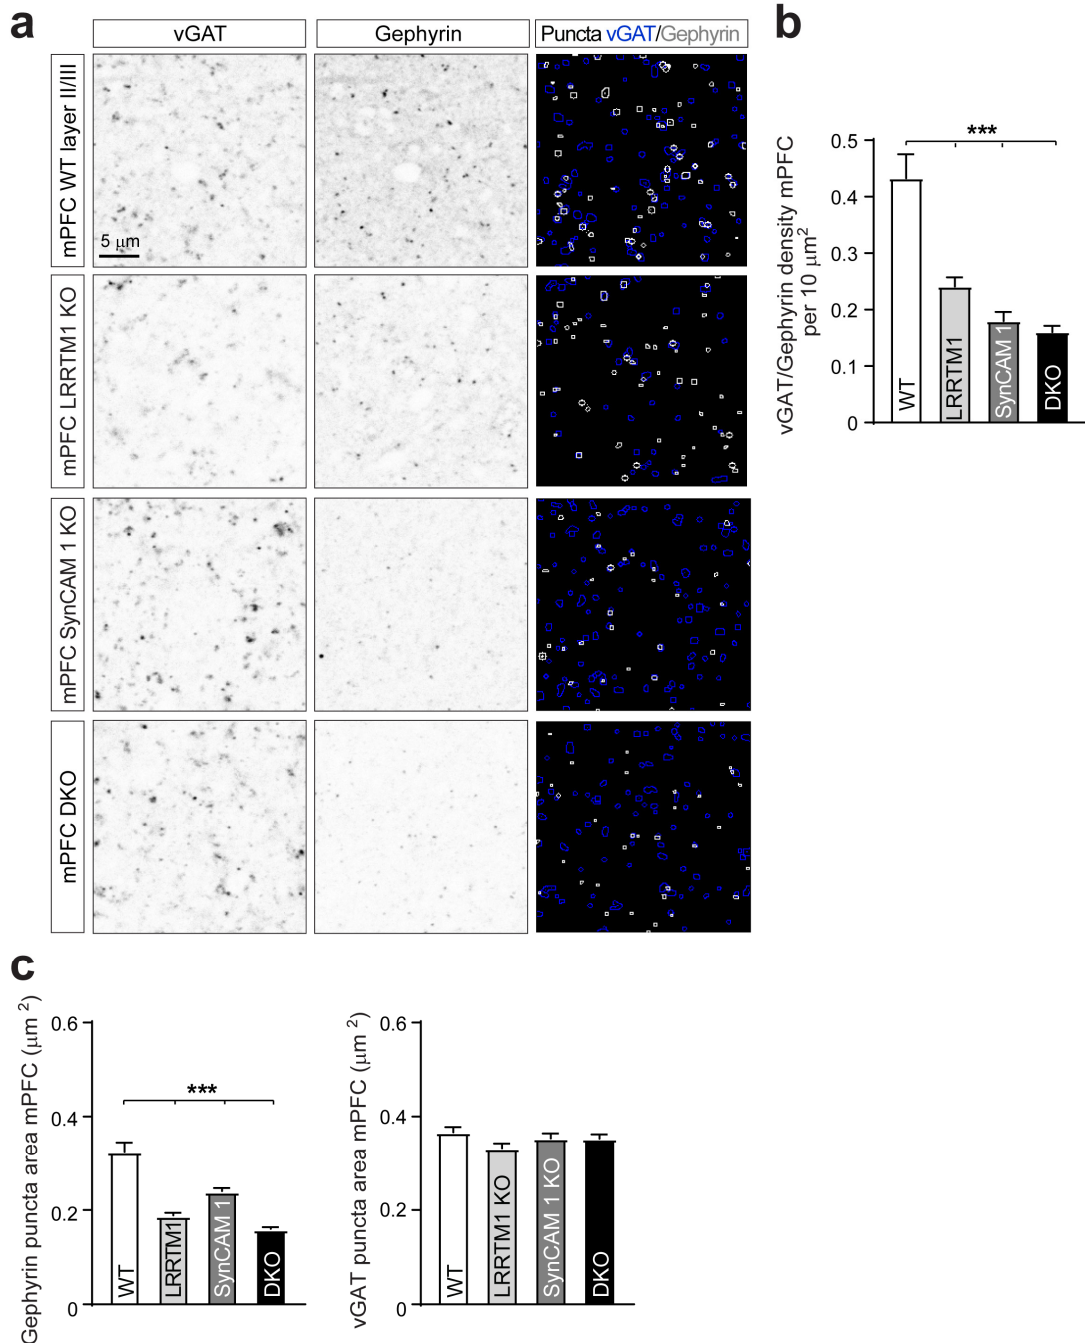 a
vGAT
Gephyrin
Puncta vGAT/Gephyrin
mPFC WT layer II/III
5 μm
mPFC LRRTM1 KO
mPFC SynCAM 1 KO
mPFC DKO
b
vGAT/Gephyrin density mPFC
per 10 μm2
0.5
0.4
0.3
0.2
0.1
0
***
WT
LRRTM1
SynCAM 1
DKO
c
Gephyrin puncta area mPFC (μm 2)
0.6
0.4
0.2
0
***
WT
LRRTM1
SynCAM 1
DKO
vGAT puncta area mPFC (μm 2)
0.6
0.4
0.2
0
WT
LRRTM1 KO
SynCAM 1 KO
DKO